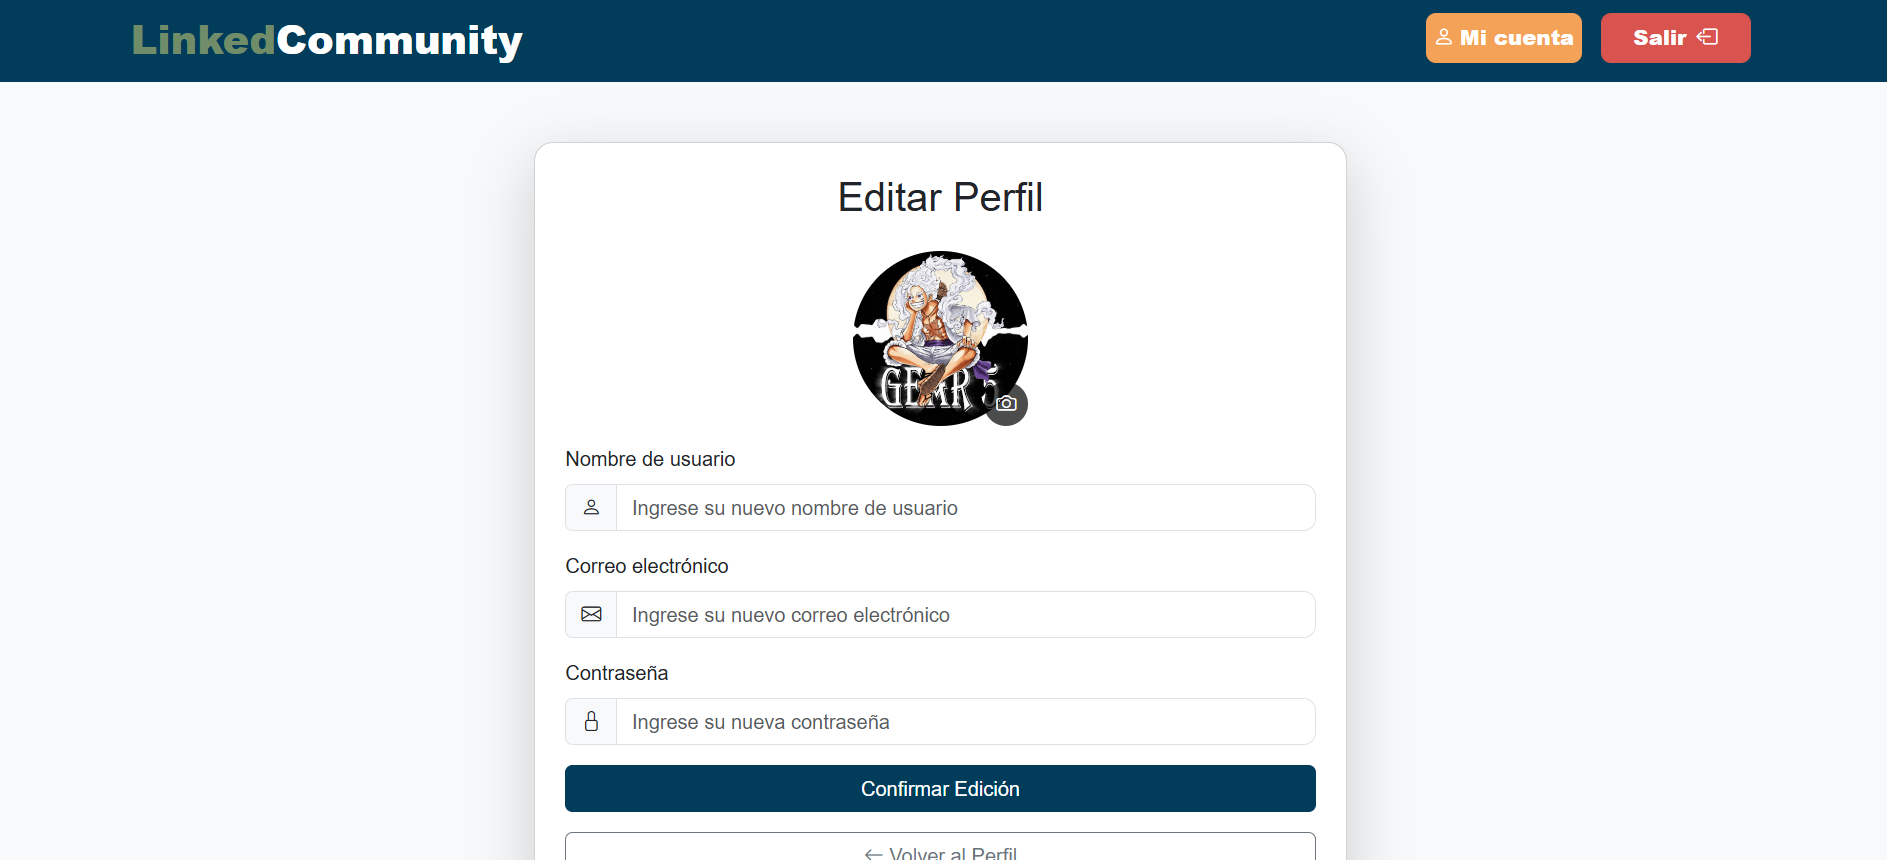 LinkedCommunity
Mi cuenta
Salir
Editar Perfil
GEAR 5
Nombre de usuario
Ingrese su nuevo nombre de usuario
Correo electrónico
Ingrese su nuevo correo electrónico
Contraseña
Ingrese su nueva contraseña
Confirmar Edición
← Volver al Perfil